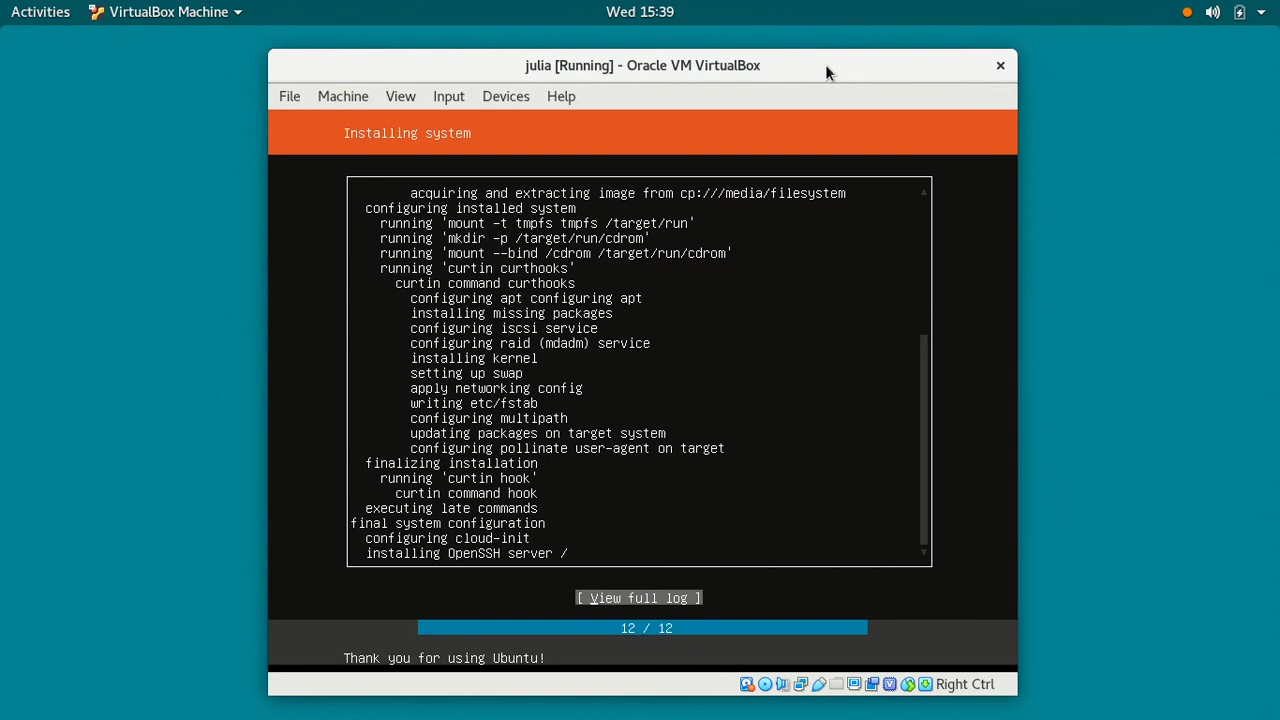 Activities VirtualBox Machine Wed 15:39
julia [Running] - Oracle VM VirtualBox
File Machine View Input Devices Help
Installing system
acquiring and extracting image from cp:///media/filesystem
configuring installed system
running 'mount -t tmpfs tmpfs /target/run'
running 'mkdir -p /target/run/cdrom'
running 'mount --bind /cdrom /target/run/cdrom'
running 'curtin curthooks'
curtin command curthooks
configuring apt configuring apt
installing missing packages
configuring iscsi service
configuring raid (mdadm) service
installing kernel
setting up swap
apply networking config
writing etc/fstab
configuring multipath
updating packages on target system
configuring pollinate user-agent on target
finalizing installation
running 'curtin hook'
curtin command hook
executing late commands
final system configuration
configuring cloud-init
installing OpenSSH server /
[ View full log ]
12 / 12
Thank you for using Ubuntu!
Right Ctrl